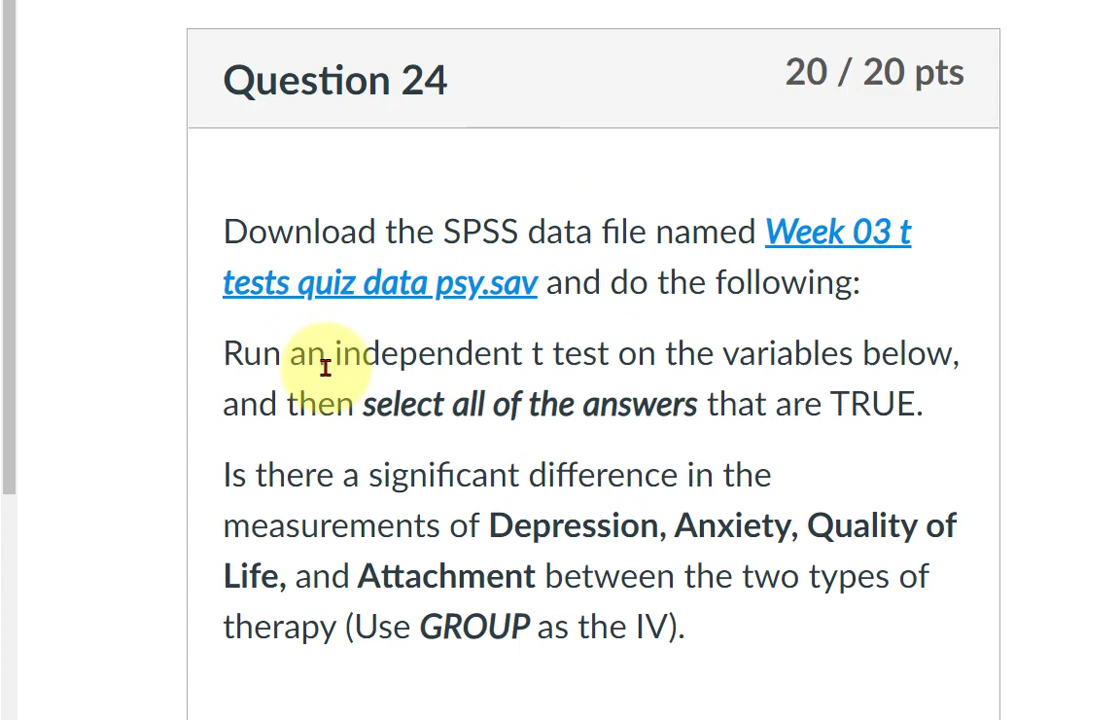 Question 24
20 / 20 pts
Download the SPSS data file named Week 03 t
tests quiz data psy.sav and do the following:
Run an independent t test on the variables below,
and then select all of the answers that are TRUE.
Is there a significant difference in the
measurements of Depression, Anxiety, Quality of
Life, and Attachment between the two types of
therapy (Use GROUP as the IV).